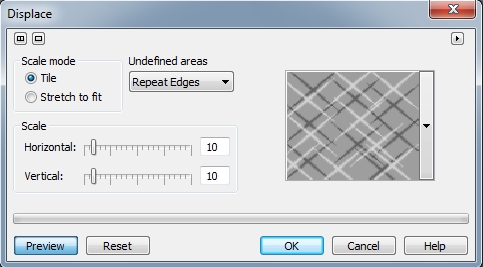 Displace
Scale mode
Tile
Stretch to fit
Undefined areas
Repeat Edges
Scale
Horizontal: 10
Vertical: 10
Preview Reset OK Cancel Help